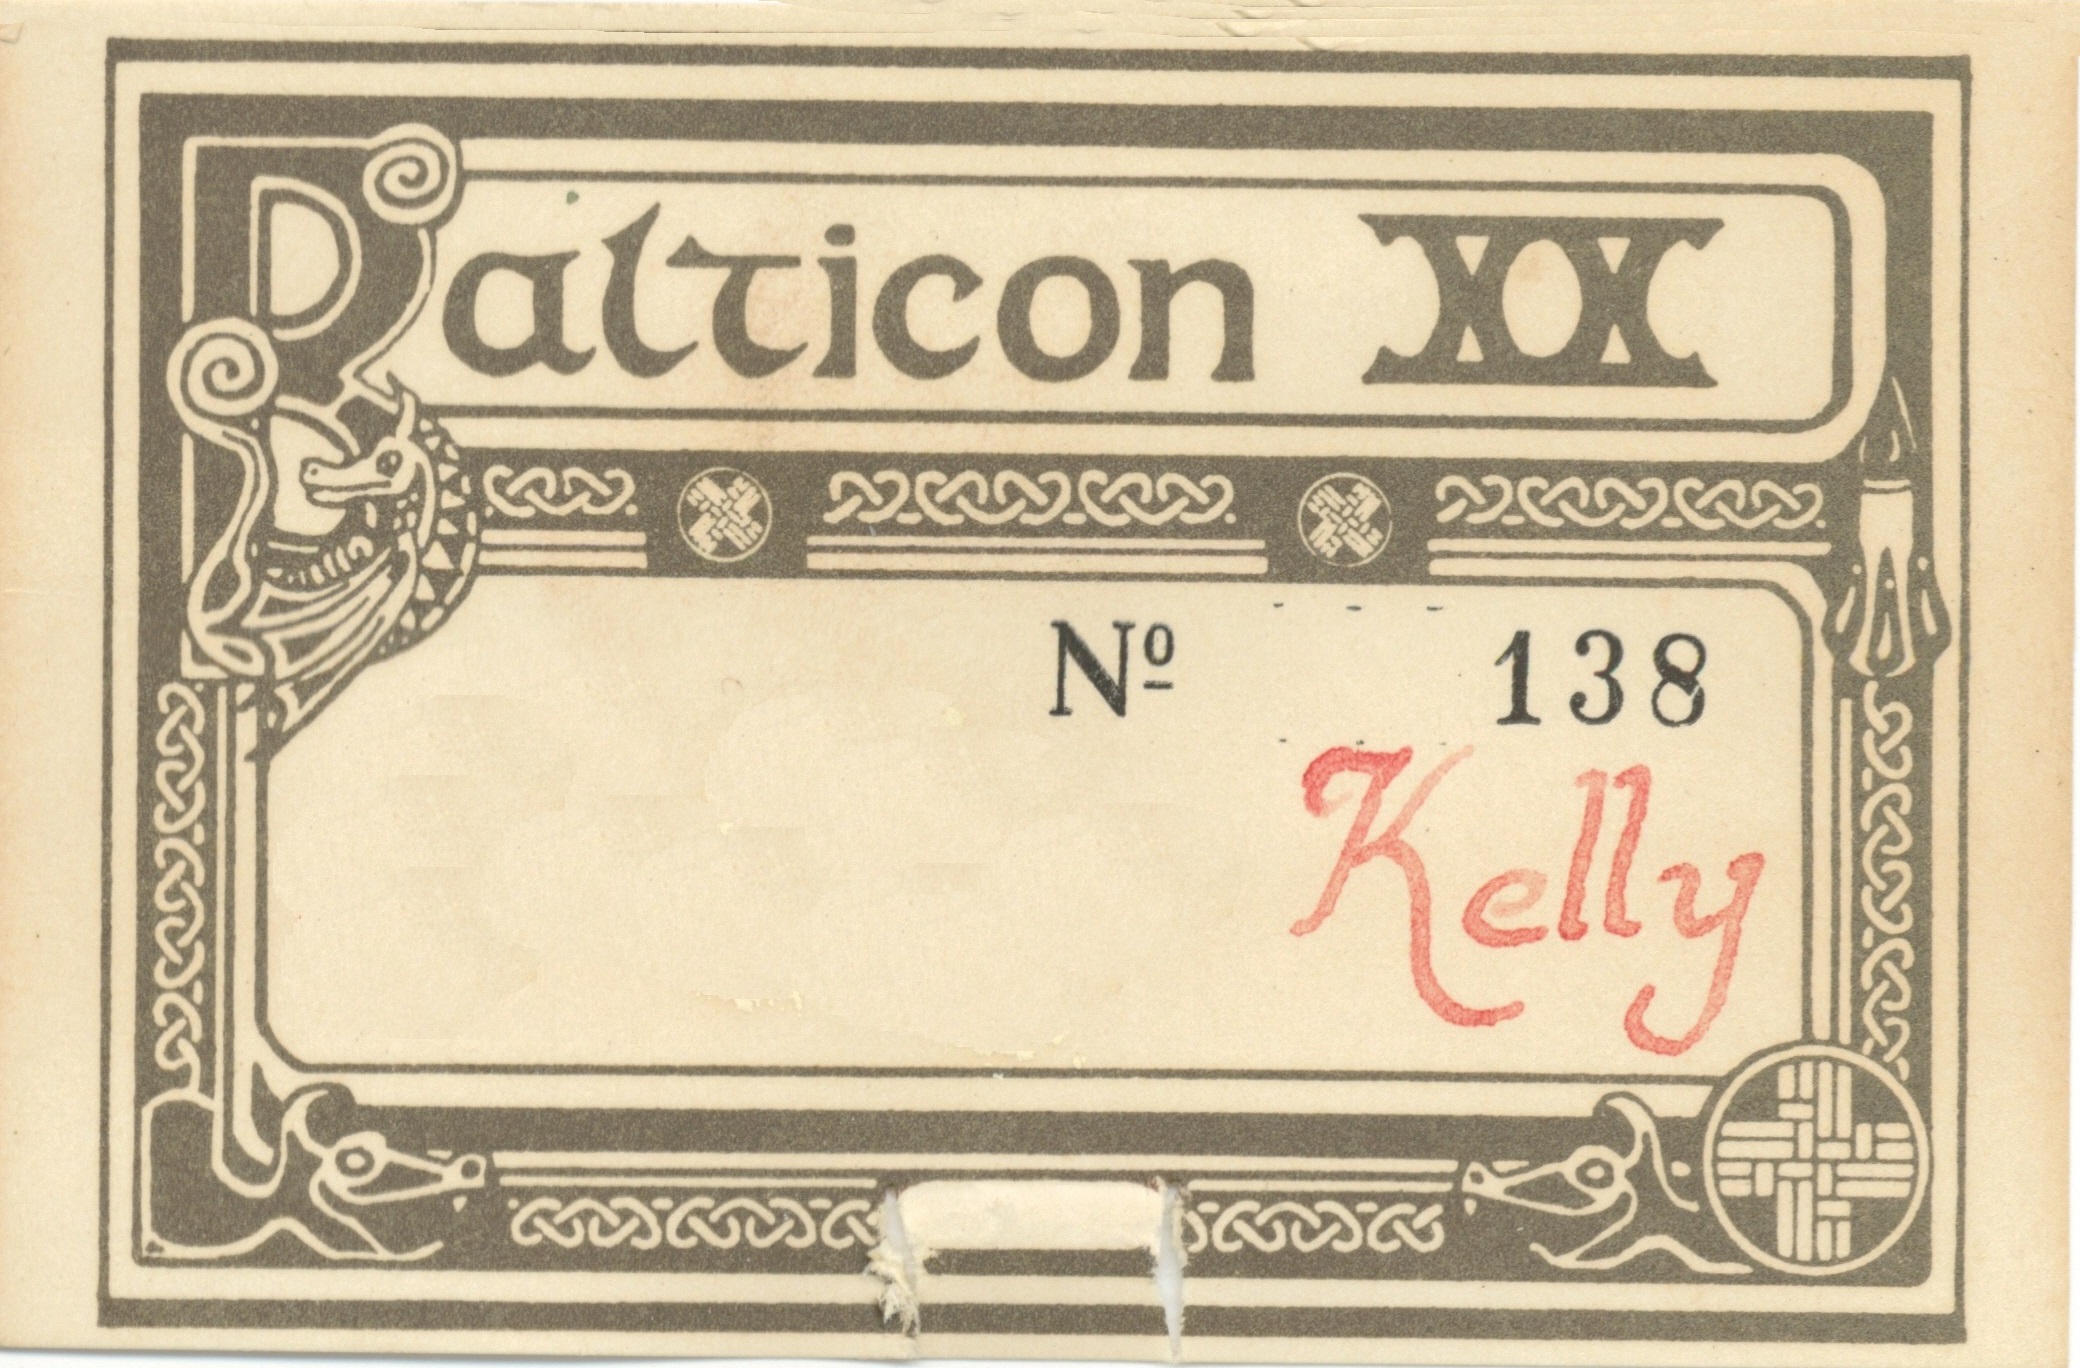 Balticon XX
Nº 138
Kelly